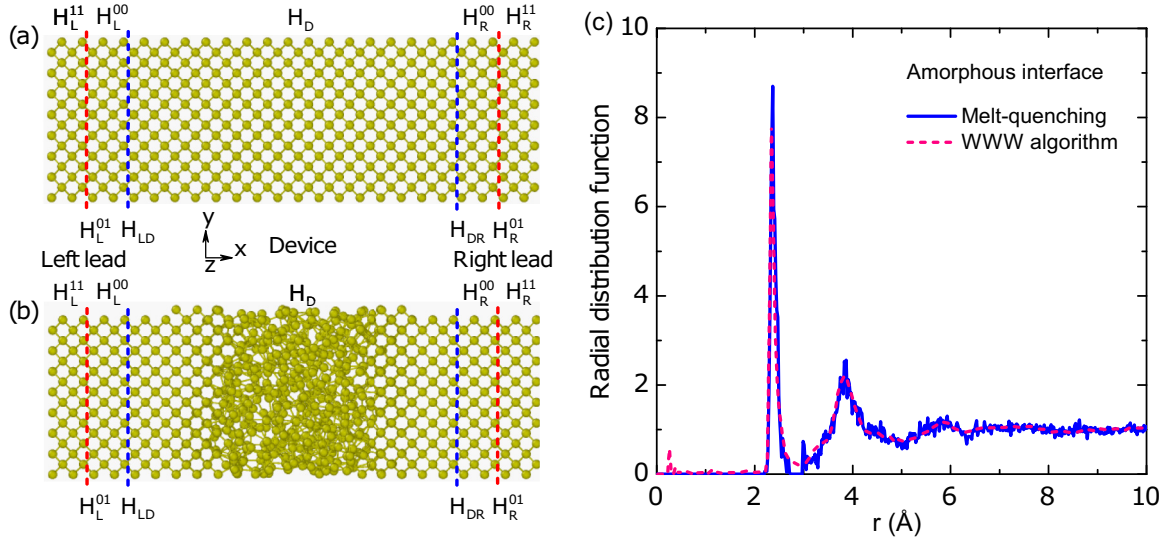 (a)
H_L^11 H_L^00 H_D H_R^00 H_R^11
H_L^01 H_LD H_DR H_R^01
y
z x
Left lead Device Right lead
(b)
H_L^11 H_L^00 H_D H_R^00 H_R^11
H_L^01 H_LD H_DR H_R^01
(c)
Radial distribution function
10
8
6
4
2
0
Amorphous interface
Melt-quenching
WWW algorithm
0 2 4 6 8 10
r (Å)